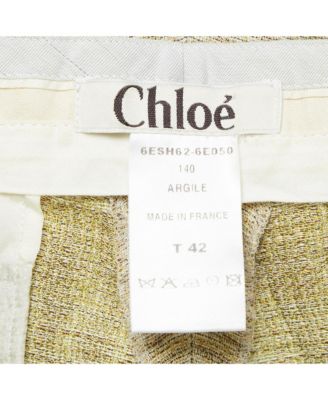 Chloé
6ESH62-6E050
140
ARGILE
MADE IN FRANCE
T 42